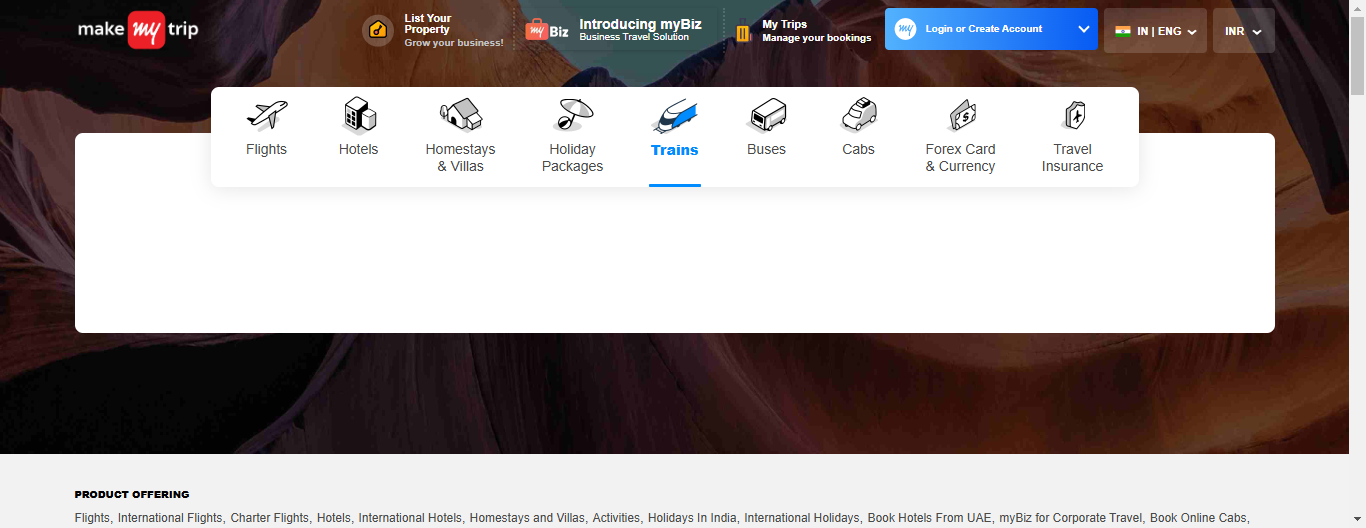 make my trip
List Your
Property
Grow your business!
my Biz
Introducing myBiz
Business Travel Solution
My Trips
Manage your bookings
my
Login or Create Account
IN | ENG
INR
Flights
Hotels
Homestays
& Villas
Holiday
Packages
Trains
Buses
Cabs
Forex Card
& Currency
Travel
Insurance
PRODUCT OFFERING
Flights, International Flights, Charter Flights, Hotels, International Hotels, Homestays and Villas, Activities, Holidays In India, International Holidays, Book Hotels From UAE, myBiz for Corporate Travel, Book Online Cabs,